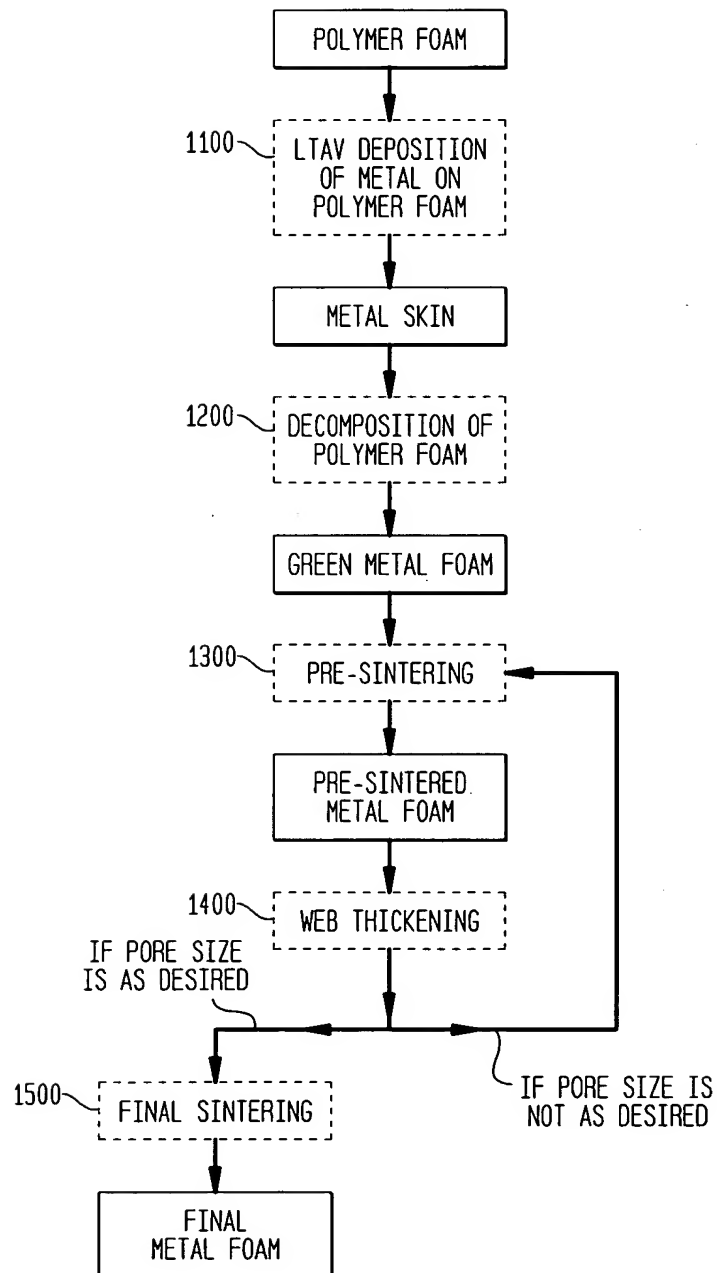 POLYMER FOAM
1100
LTAV DEPOSITION
OF METAL ON
POLYMER FOAM
METAL SKIN
1200
DECOMPOSITION OF
POLYMER FOAM
GREEN METAL FOAM
1300
PRE-SINTERING
PRE-SINTERED
METAL FOAM
1400
WEB THICKENING
IF PORE SIZE
IS AS DESIRED
IF PORE SIZE IS
NOT AS DESIRED
1500
FINAL SINTERING
FINAL
METAL FOAM